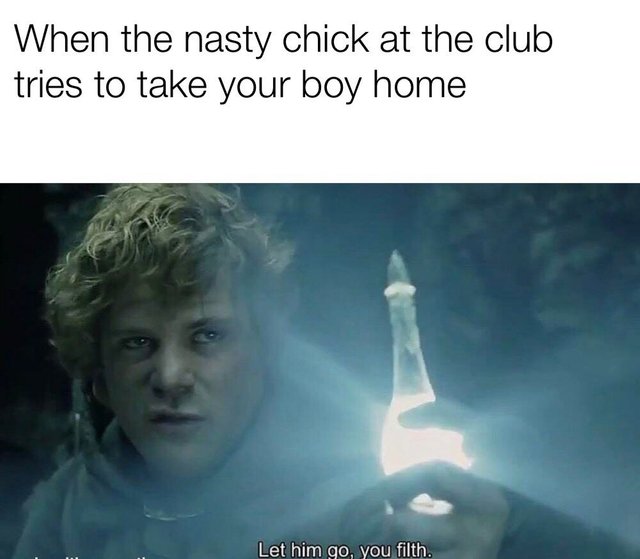 When the nasty chick at the club
tries to take your boy home
Let him go, you filth.